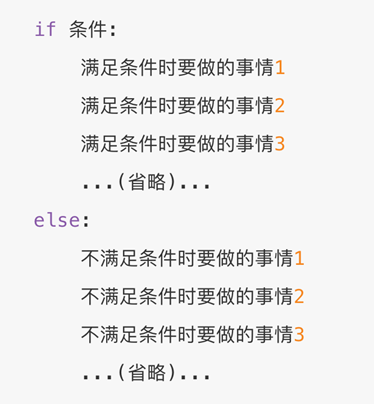 if 条件:
满足条件时要做的事情1
满足条件时要做的事情2
满足条件时要做的事情3
...(省略)...
else:
不满足条件时要做的事情1
不满足条件时要做的事情2
不满足条件时要做的事情3
...(省略)...